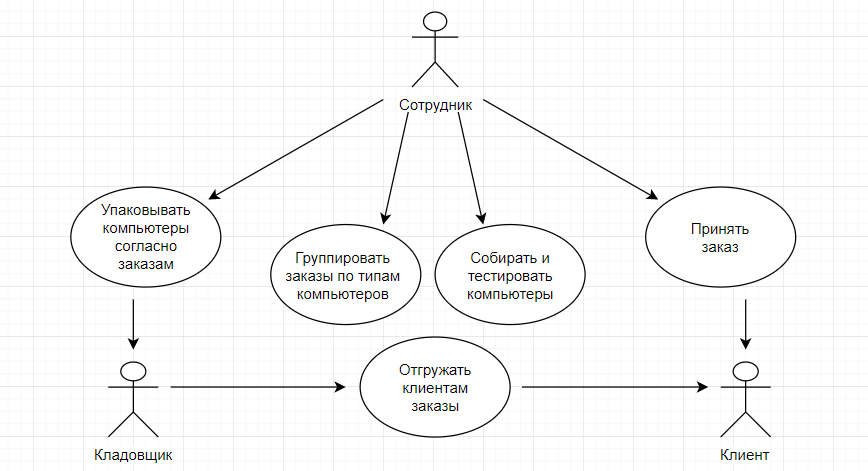 Сотрудник
Упаковывать
компьютеры
согласно
заказам
Группировать
заказы по типам
компьютеров
Собирать и
тестировать
компьютеры
Принять
заказ
Отгружать
клиентам
заказы
Кладовщик
Клиент